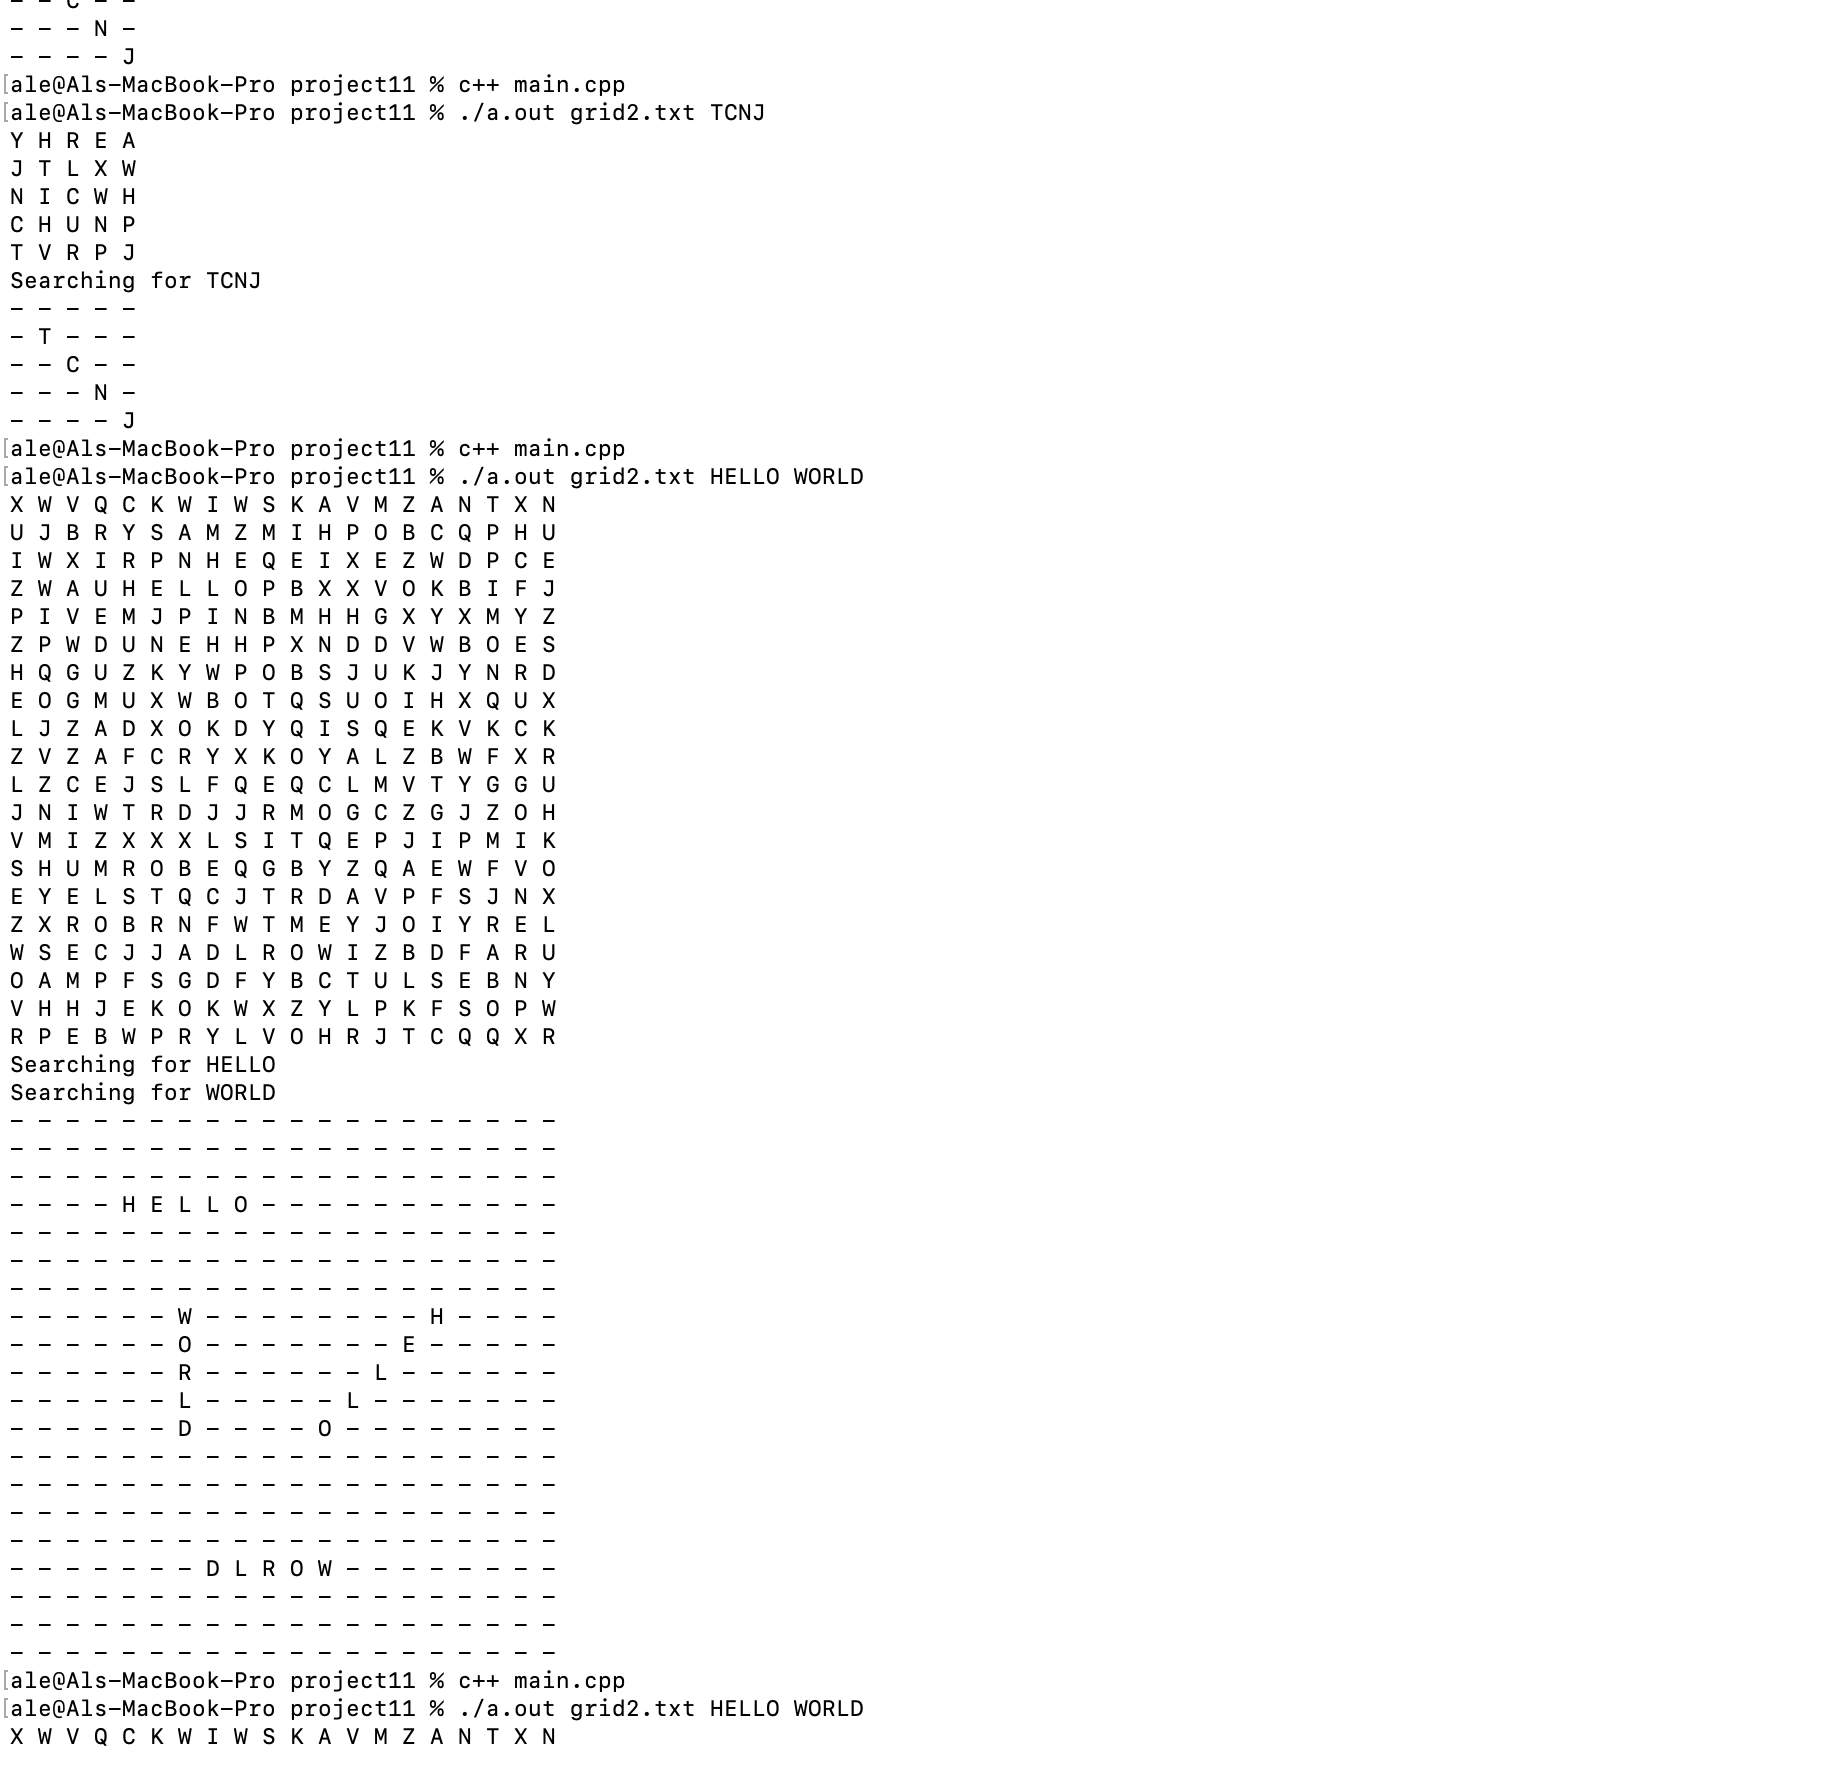 - - C - -
- - - N -
- - - - J
[ale@Als-MacBook-Pro project11 % c++ main.cpp
[ale@Als-MacBook-Pro project11 % ./a.out grid2.txt TCNJ
Y H R E A
J T L X W
N I C W H
C H U N P
T V R P J
Searching for TCNJ
- - - - -
- T - - -
- - C - -
- - - N -
- - - - J
[ale@Als-MacBook-Pro project11 % c++ main.cpp
[ale@Als-MacBook-Pro project11 % ./a.out grid2.txt HELLO WORLD
X W V Q C K W I W S K A V M Z A N T X N
U J B R Y S A M Z M I H P O B C Q P H U
I W X I R P N H E Q E I X E Z W D P C E
Z W A U H E L L O P B X X V O K B I F J
P I V E M J P I N B M H H G X Y X M Y Z
Z P W D U N E H H P X N D D V W B O E S
H Q G U Z K Y W P O B S J U K J Y N R D
E O G M U X W B O T Q S U O I H X Q U X
L J Z A D X O K D Y Q I S Q E K V K C K
Z V Z A F C R Y X K O Y A L Z B W F X R
L Z C E J S L F Q E Q C L M V T Y G G U
J N I W T R D J J R M O G C Z G J Z O H
V M I Z X X X L S I T Q E P J I P M I K
S H U M R O B E Q G B Y Z Q A E W F V O
E Y E L S T Q C J T R D A V P F S J N X
Z X R O B R N F W T M E Y J O I Y R E L
W S E C J J A D L R O W I Z B D F A R U
O A M P F S G D F Y B C T U L S E B N Y
V H H J E K O K W X Z Y L P K F S O P W
R P E B W P R Y L V O H R J T C Q Q X R
Searching for HELLO
Searching for WORLD
- - - - - - - - - - - - - - - - - - - -
- - - - - - - - - - - - - - - - - - - -
- - - - - - - - - - - - - - - - - - - -
- - - - H E L L O - - - - - - - - - - -
- - - - - - - - - - - - - - - - - - - -
- - - - - - - - - - - - - - - - - - - -
- - - - - - - - - - - - - - - - - - - -
- - - - - - W - - - - - - - - H - - - -
- - - - - - O - - - - - - - E - - - - -
- - - - - - R - - - - - - L - - - - - -
- - - - - - L - - - - - L - - - - - - -
- - - - - - D - - - - O - - - - - - - -
- - - - - - - - - - - - - - - - - - - -
- - - - - - - - - - - - - - - - - - - -
- - - - - - - - - - - - - - - - - - - -
- - - - - - - - - - - - - - - - - - - -
- - - - - - - D L R O W - - - - - - - -
- - - - - - - - - - - - - - - - - - - -
- - - - - - - - - - - - - - - - - - - -
- - - - - - - - - - - - - - - - - - - -
[ale@Als-MacBook-Pro project11 % c++ main.cpp
[ale@Als-MacBook-Pro project11 % ./a.out grid2.txt HELLO WORLD
X W V Q C K W I W S K A V M Z A N T X N